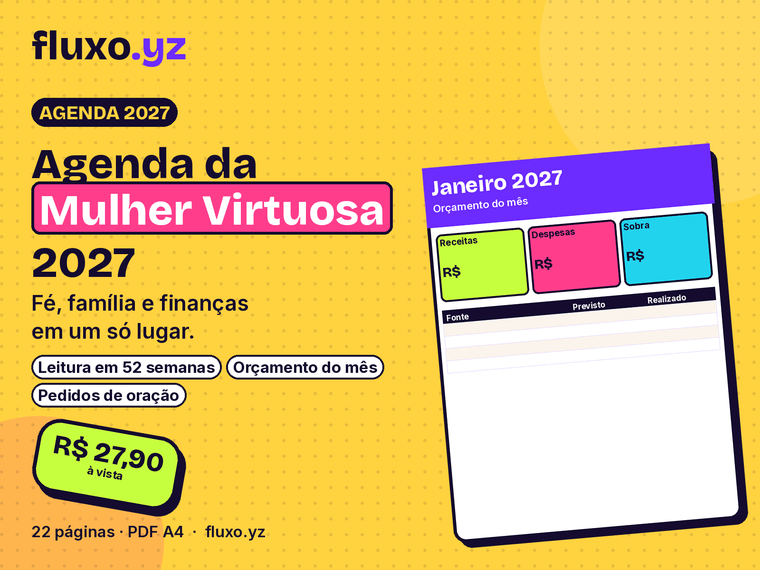 fluxo.yz
AGENDA 2027
Agenda da
Mulher Virtuosa
2027
Fé, família e finanças
em um só lugar.
Leitura em 52 semanas
Orçamento do mês
Pedidos de oração
R$ 27,90
à vista
22 páginas · PDF A4 · fluxo.yz
Janeiro 2027
Orçamento do mês
Receitas
R$
Despesas
R$
Sobra
R$
Fonte Previsto Realizado